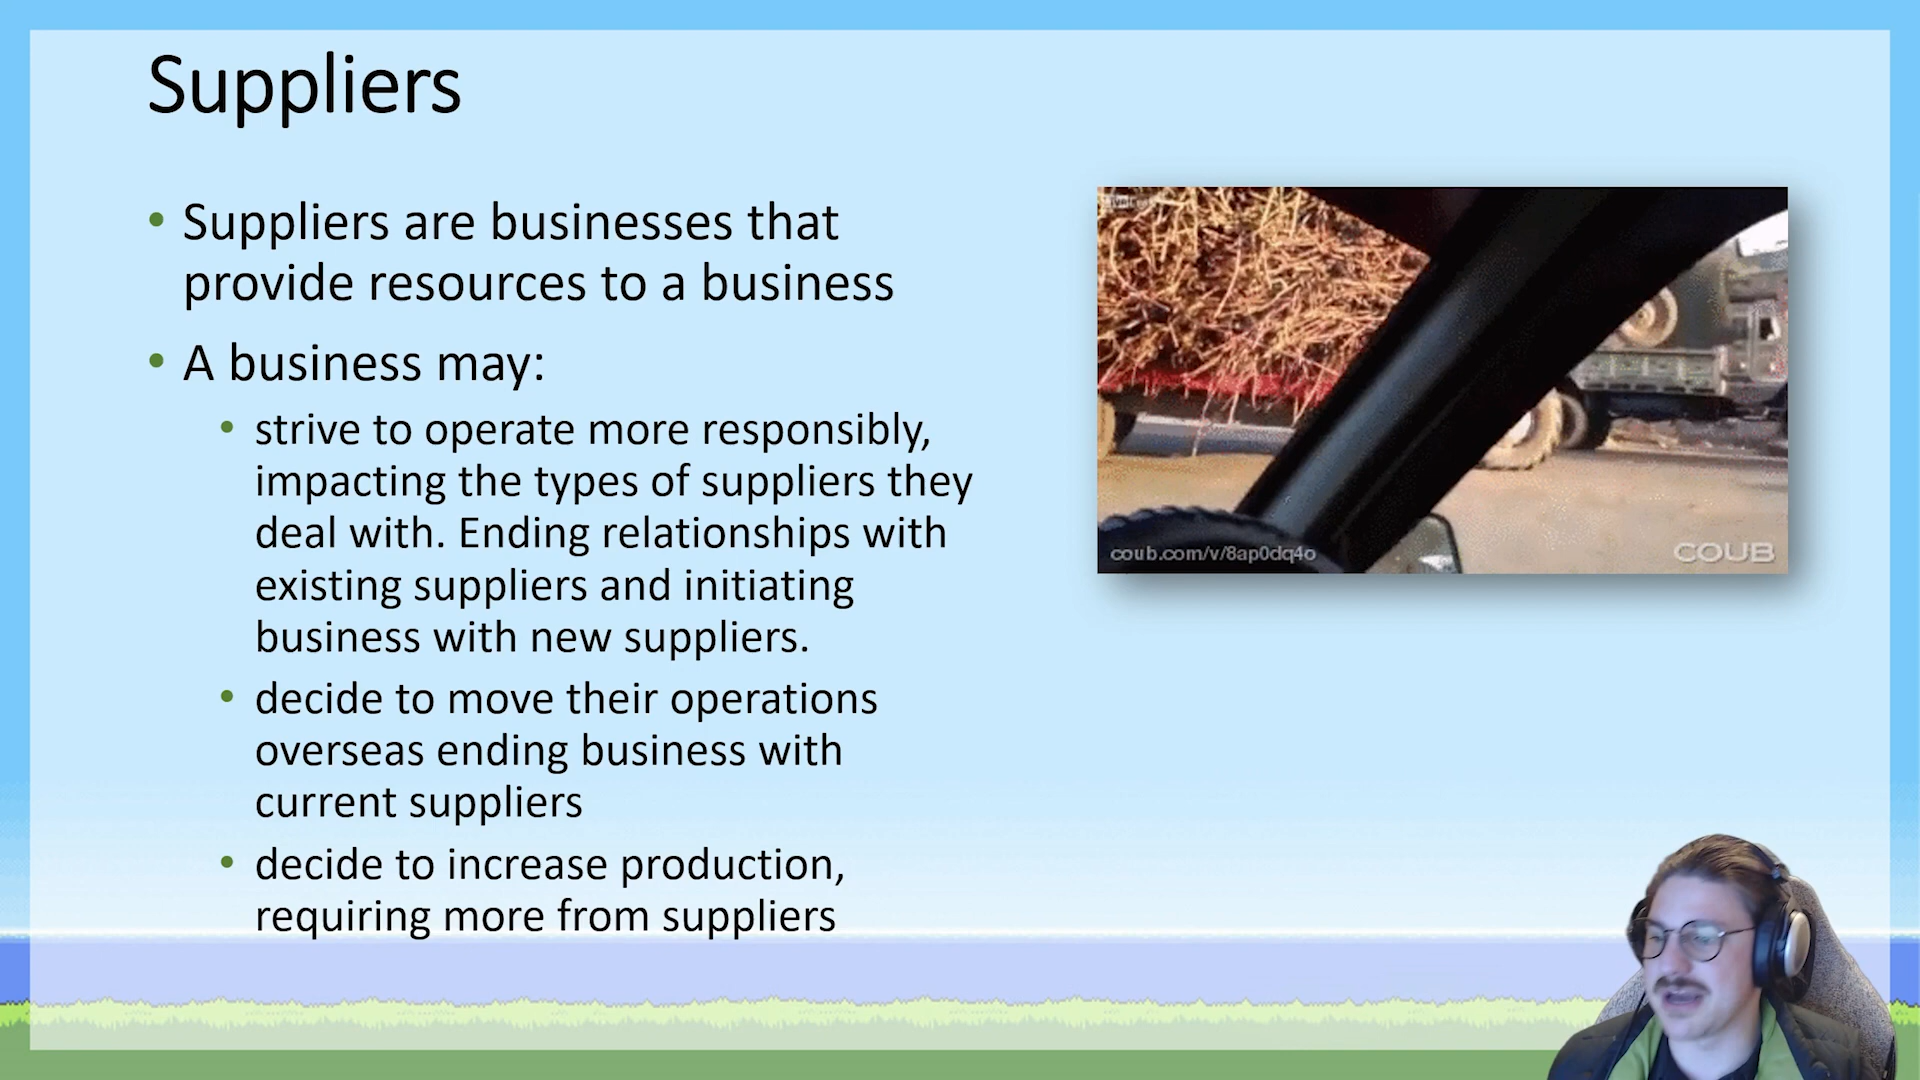 Suppliers
• Suppliers are businesses that
provide resources to a business
• A business may:
• strive to operate more responsibly,
impacting the types of suppliers they
deal with. Ending relationships with
existing suppliers and initiating
business with new suppliers.
• decide to move their operations
overseas ending business with
current suppliers
• decide to increase production,
requiring more from suppliers
coub.com/v/8ap0dq4o
COUB